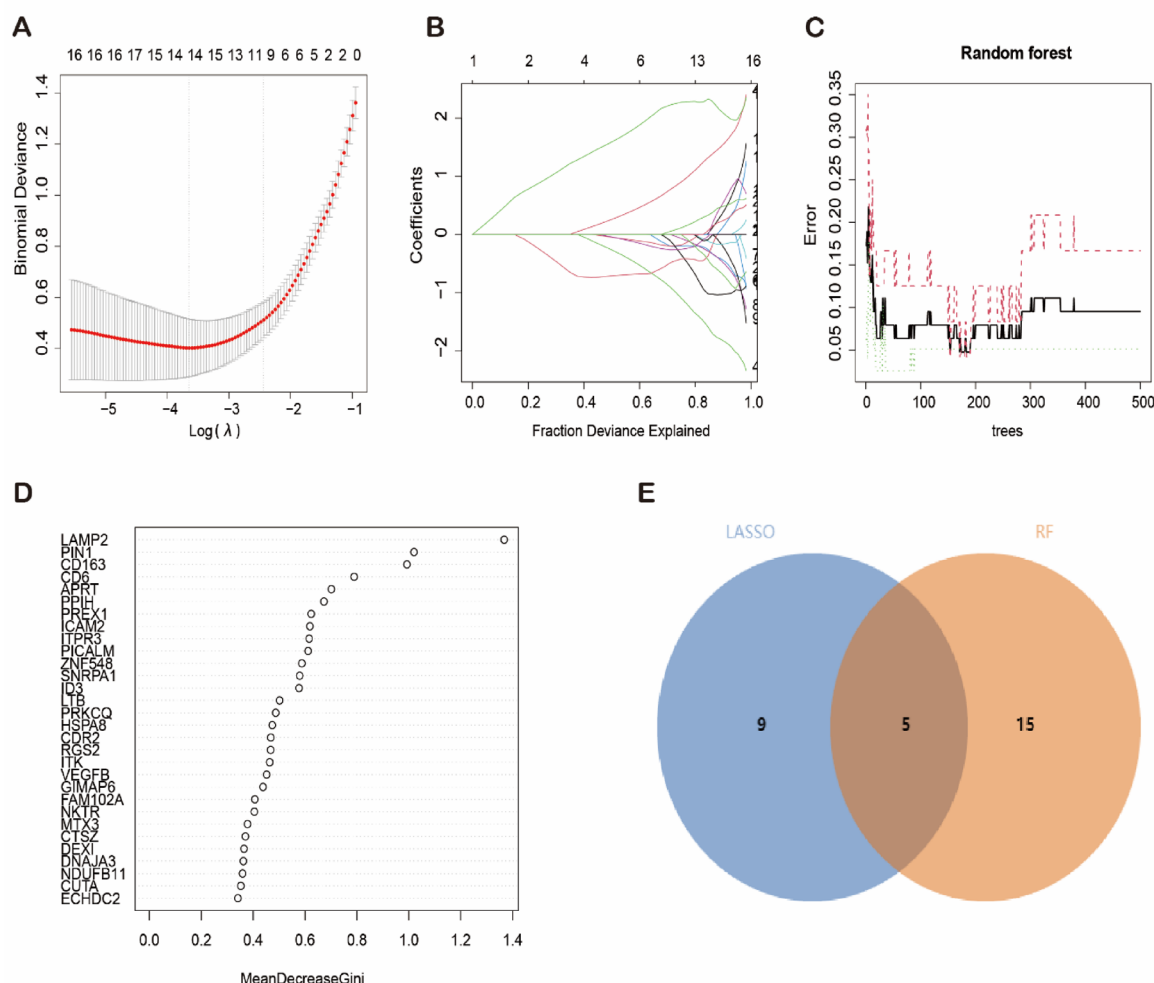 A
16 16 16 17 15 14 14 15 13 11 9 6 6 5 2 2 0
1.4
1.2
1.0
0.8
0.6
0.4
Binomial Deviance
−5 −4 −3 −2 −1
Log( λ )
B
1 2 4 6 13 16
2
1
0
−1
−2
Coefficients
0.0 0.2 0.4 0.6 0.8 1.0
Fraction Deviance Explained
C
Random forest
0.35
0.30
0.25
0.20
0.15
0.10
0.05
Error
0 100 200 300 400 500
trees
D
LAMP2
PIN1
CD163
CD6
APRT
PPIH
PREX1
ICAM2
ITPR3
PICALM
ZNF548
SNRPA1
ID3
LTB
PRKCQ
HSPA8
CDR2
RGS2
ITK
VEGFB
GIMAP6
FAM102A
NKTR
MTX3
CTSZ
DEXI
DNAJA3
NDUFB11
CUTA
ECHDC2
0.0 0.2 0.4 0.6 0.8 1.0 1.2 1.4
MeanDecreaseGini
E
LASSO RF
9 5 15